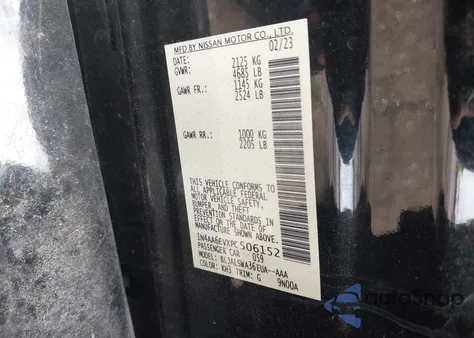 MFD BY NISSAN MOTOR CO., LTD.
DATE: 02/23
GVWR: 2125 KG
4685 LB
GAWR FR.: 1145 KG
2524 LB
GAWR RR.: 1000 KG
2205 LB
THIS VEHICLE CONFORMS TO
ALL APPLICABLE FEDERAL
MOTOR VEHICLE SAFETY,
BUMPER, AND THEFT
PREVENTION STANDARDS
IN EFFECT ON THE DATE OF
MANUFACTURE SHOWN
ABOVE.
1N4AA6EVXPC506152
PASSENGER CAR 059
MODEL: BLJALSWA36EUA--AAA
COLOR: KH3 TRIM: G 9N00A
autoSnap